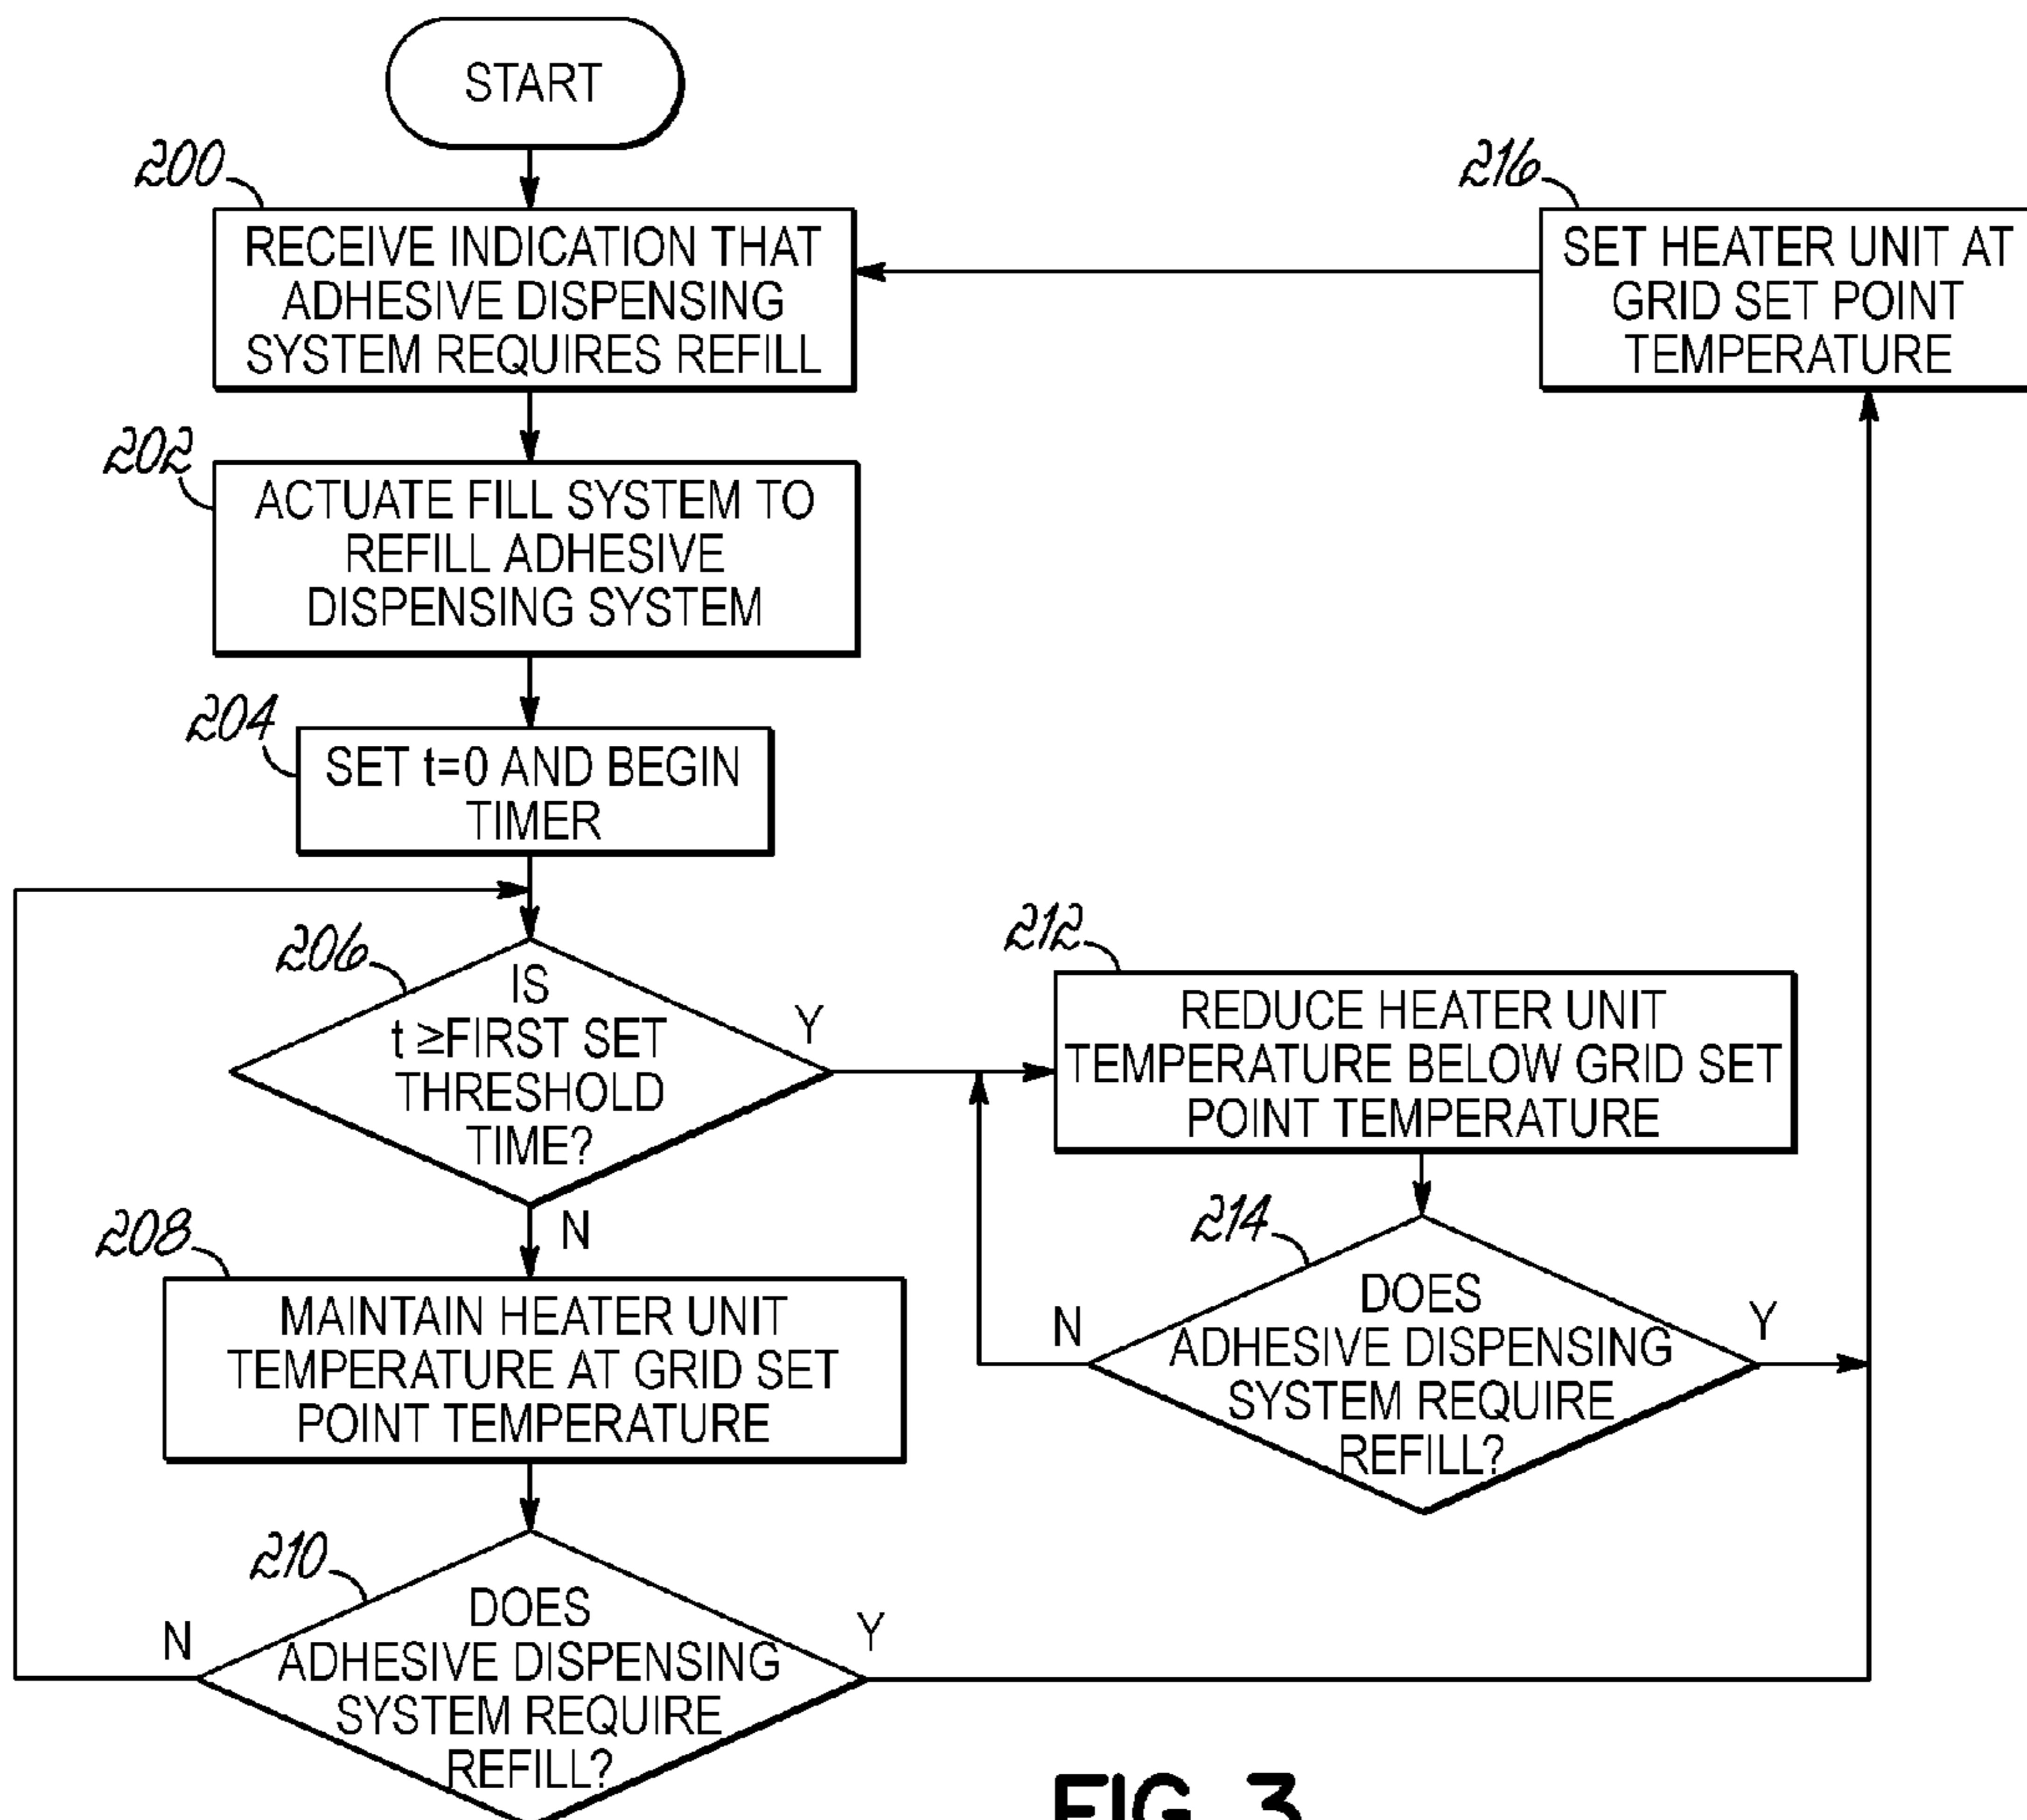 START
200
RECEIVE INDICATION THAT
ADHESIVE DISPENSING
SYSTEM REQUIRES REFILL
216
SET HEATER UNIT AT
GRID SET POINT
TEMPERATURE
202
ACTUATE FILL SYSTEM TO
REFILL ADHESIVE
DISPENSING SYSTEM
204
SET t=0 AND BEGIN
TIMER
206
IS
t ≥FIRST SET
THRESHOLD
TIME?
Y
N
212
REDUCE HEATER UNIT
TEMPERATURE BELOW GRID SET
POINT TEMPERATURE
214
DOES
ADHESIVE DISPENSING
SYSTEM REQUIRE
REFILL?
N
Y
208
MAINTAIN HEATER UNIT
TEMPERATURE AT GRID SET
POINT TEMPERATURE
210
DOES
ADHESIVE DISPENSING
SYSTEM REQUIRE
REFILL?
N
Y
FIG. 3